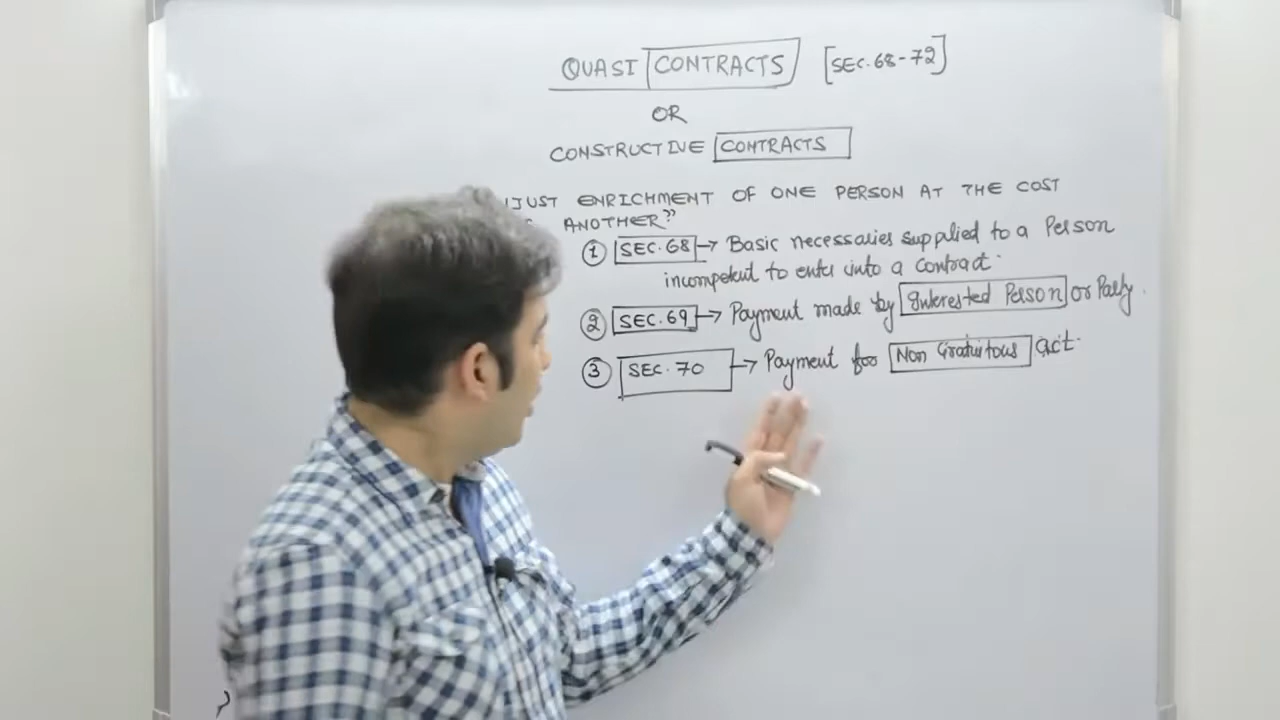 QUASI CONTRACTS [SEC. 68-72]
OR
CONSTRUCTIVE CONTRACTS
ENRICHMENT OF ONE PERSON AT THE COST
ANOTHER?"
1 SEC. 68 → Basic necessaries supplied to a Person
incompetent to enter into a contract.
2 SEC. 69 → Payment made by Interested Person or Party.
3 SEC. 70 → Payment for Non Gratuitous act.